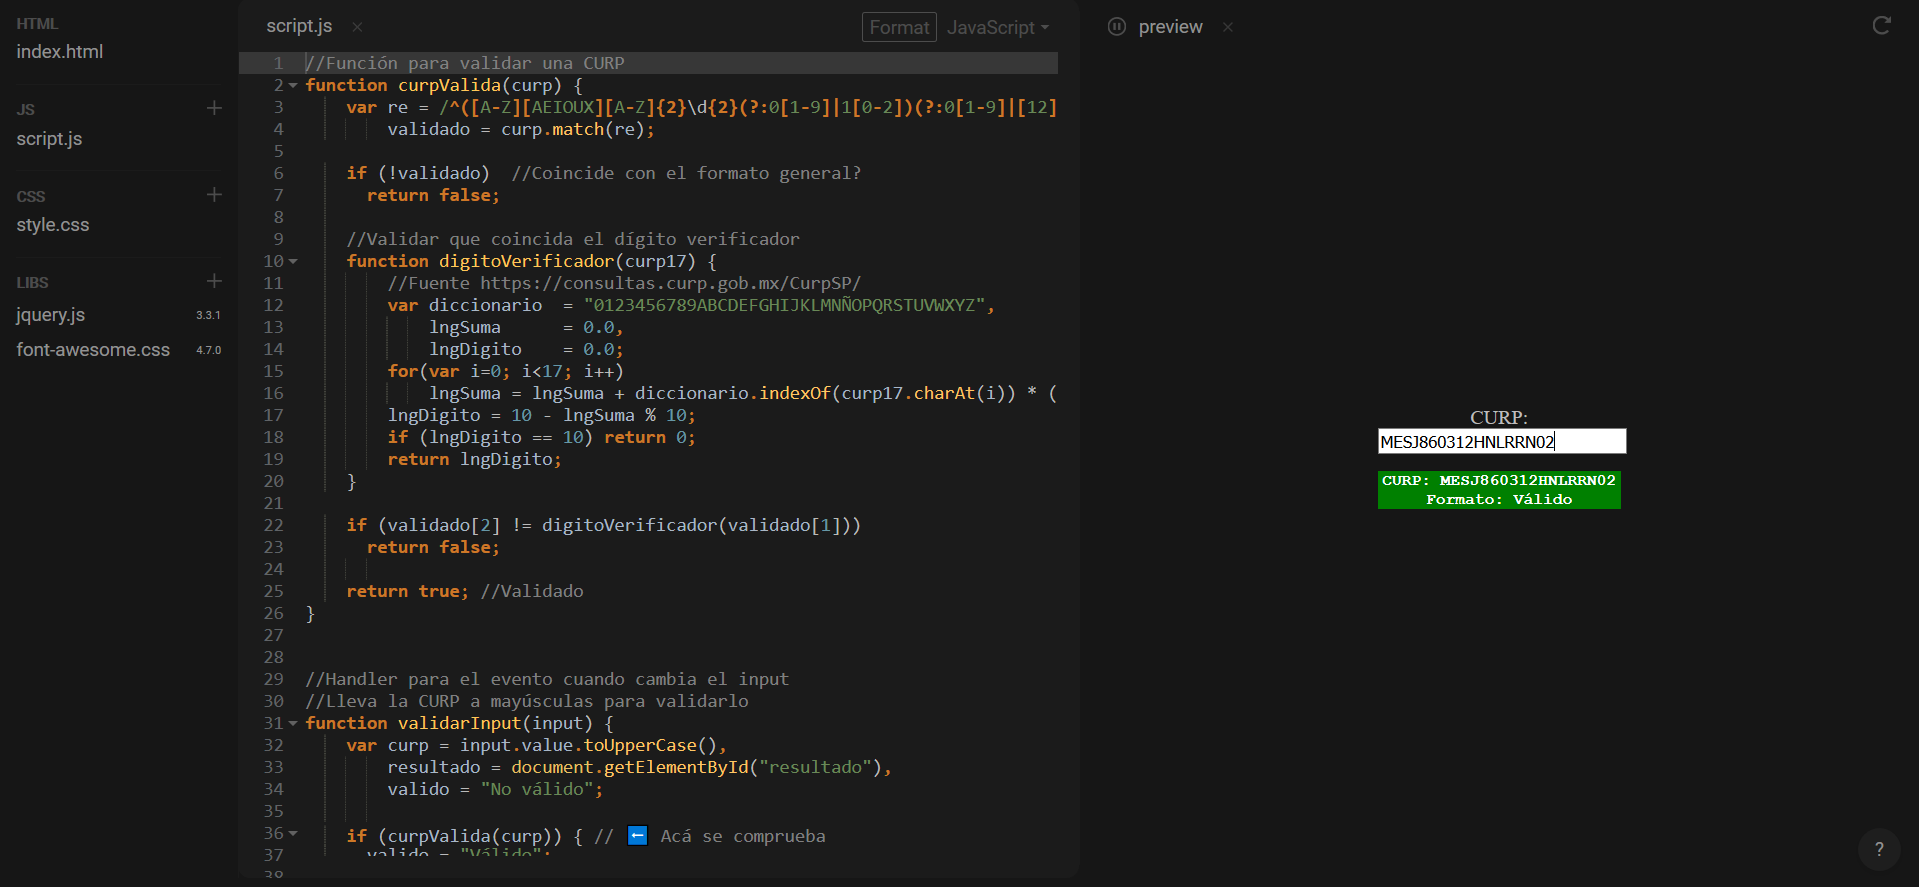 HTML
index.html
JS
script.js
CSS
style.css
LIBS
jquery.js 3.3.1
font-awesome.css 4.7.0
script.js
Format JavaScript
1 //Función para validar una CURP
2 function curpValida(curp) {
3 var re = /^([A-Z][AEIOUX][A-Z]{2}\d{2}(?:0[1-9]|1[0-2])(?:0[1-9]|[12]
4 validado = curp.match(re);
5
6 if (!validado)  //Coincide con el formato general?
7 return false;
8
9 //Validar que coincida el dígito verificador
10 function digitoVerificador(curp17) {
11 //Fuente https://consultas.curp.gob.mx/CurpSP/
12 var diccionario  = "0123456789ABCDEFGHIJKLMNÑOPQRSTUVWXYZ",
13 lngSuma      = 0.0,
14 lngDigito    = 0.0;
15 for(var i=0; i<17; i++)
16 lngSuma = lngSuma + diccionario.indexOf(curp17.charAt(i)) * (
17 lngDigito = 10 - lngSuma % 10;
18 if (lngDigito == 10) return 0;
19 return lngDigito;
20 }
21
22 if (validado[2] != digitoVerificador(validado[1]))
23 return false;
24
25 return true; //Validado
26 }
27
28
29 //Handler para el evento cuando cambia el input
30 //Lleva la CURP a mayúsculas para validarlo
31 function validarInput(input) {
32 var curp = input.value.toUpperCase(),
33 resultado = document.getElementById("resultado"),
34 valido = "No válido";
35
36 if (curpValida(curp)) { // ⬅️ Acá se comprueba
37 valido = "Válido";
38
preview
CURP:
MESJ860312HNLRRN02
CURP: MESJ860312HNLRRN02
Formato: Válido
?